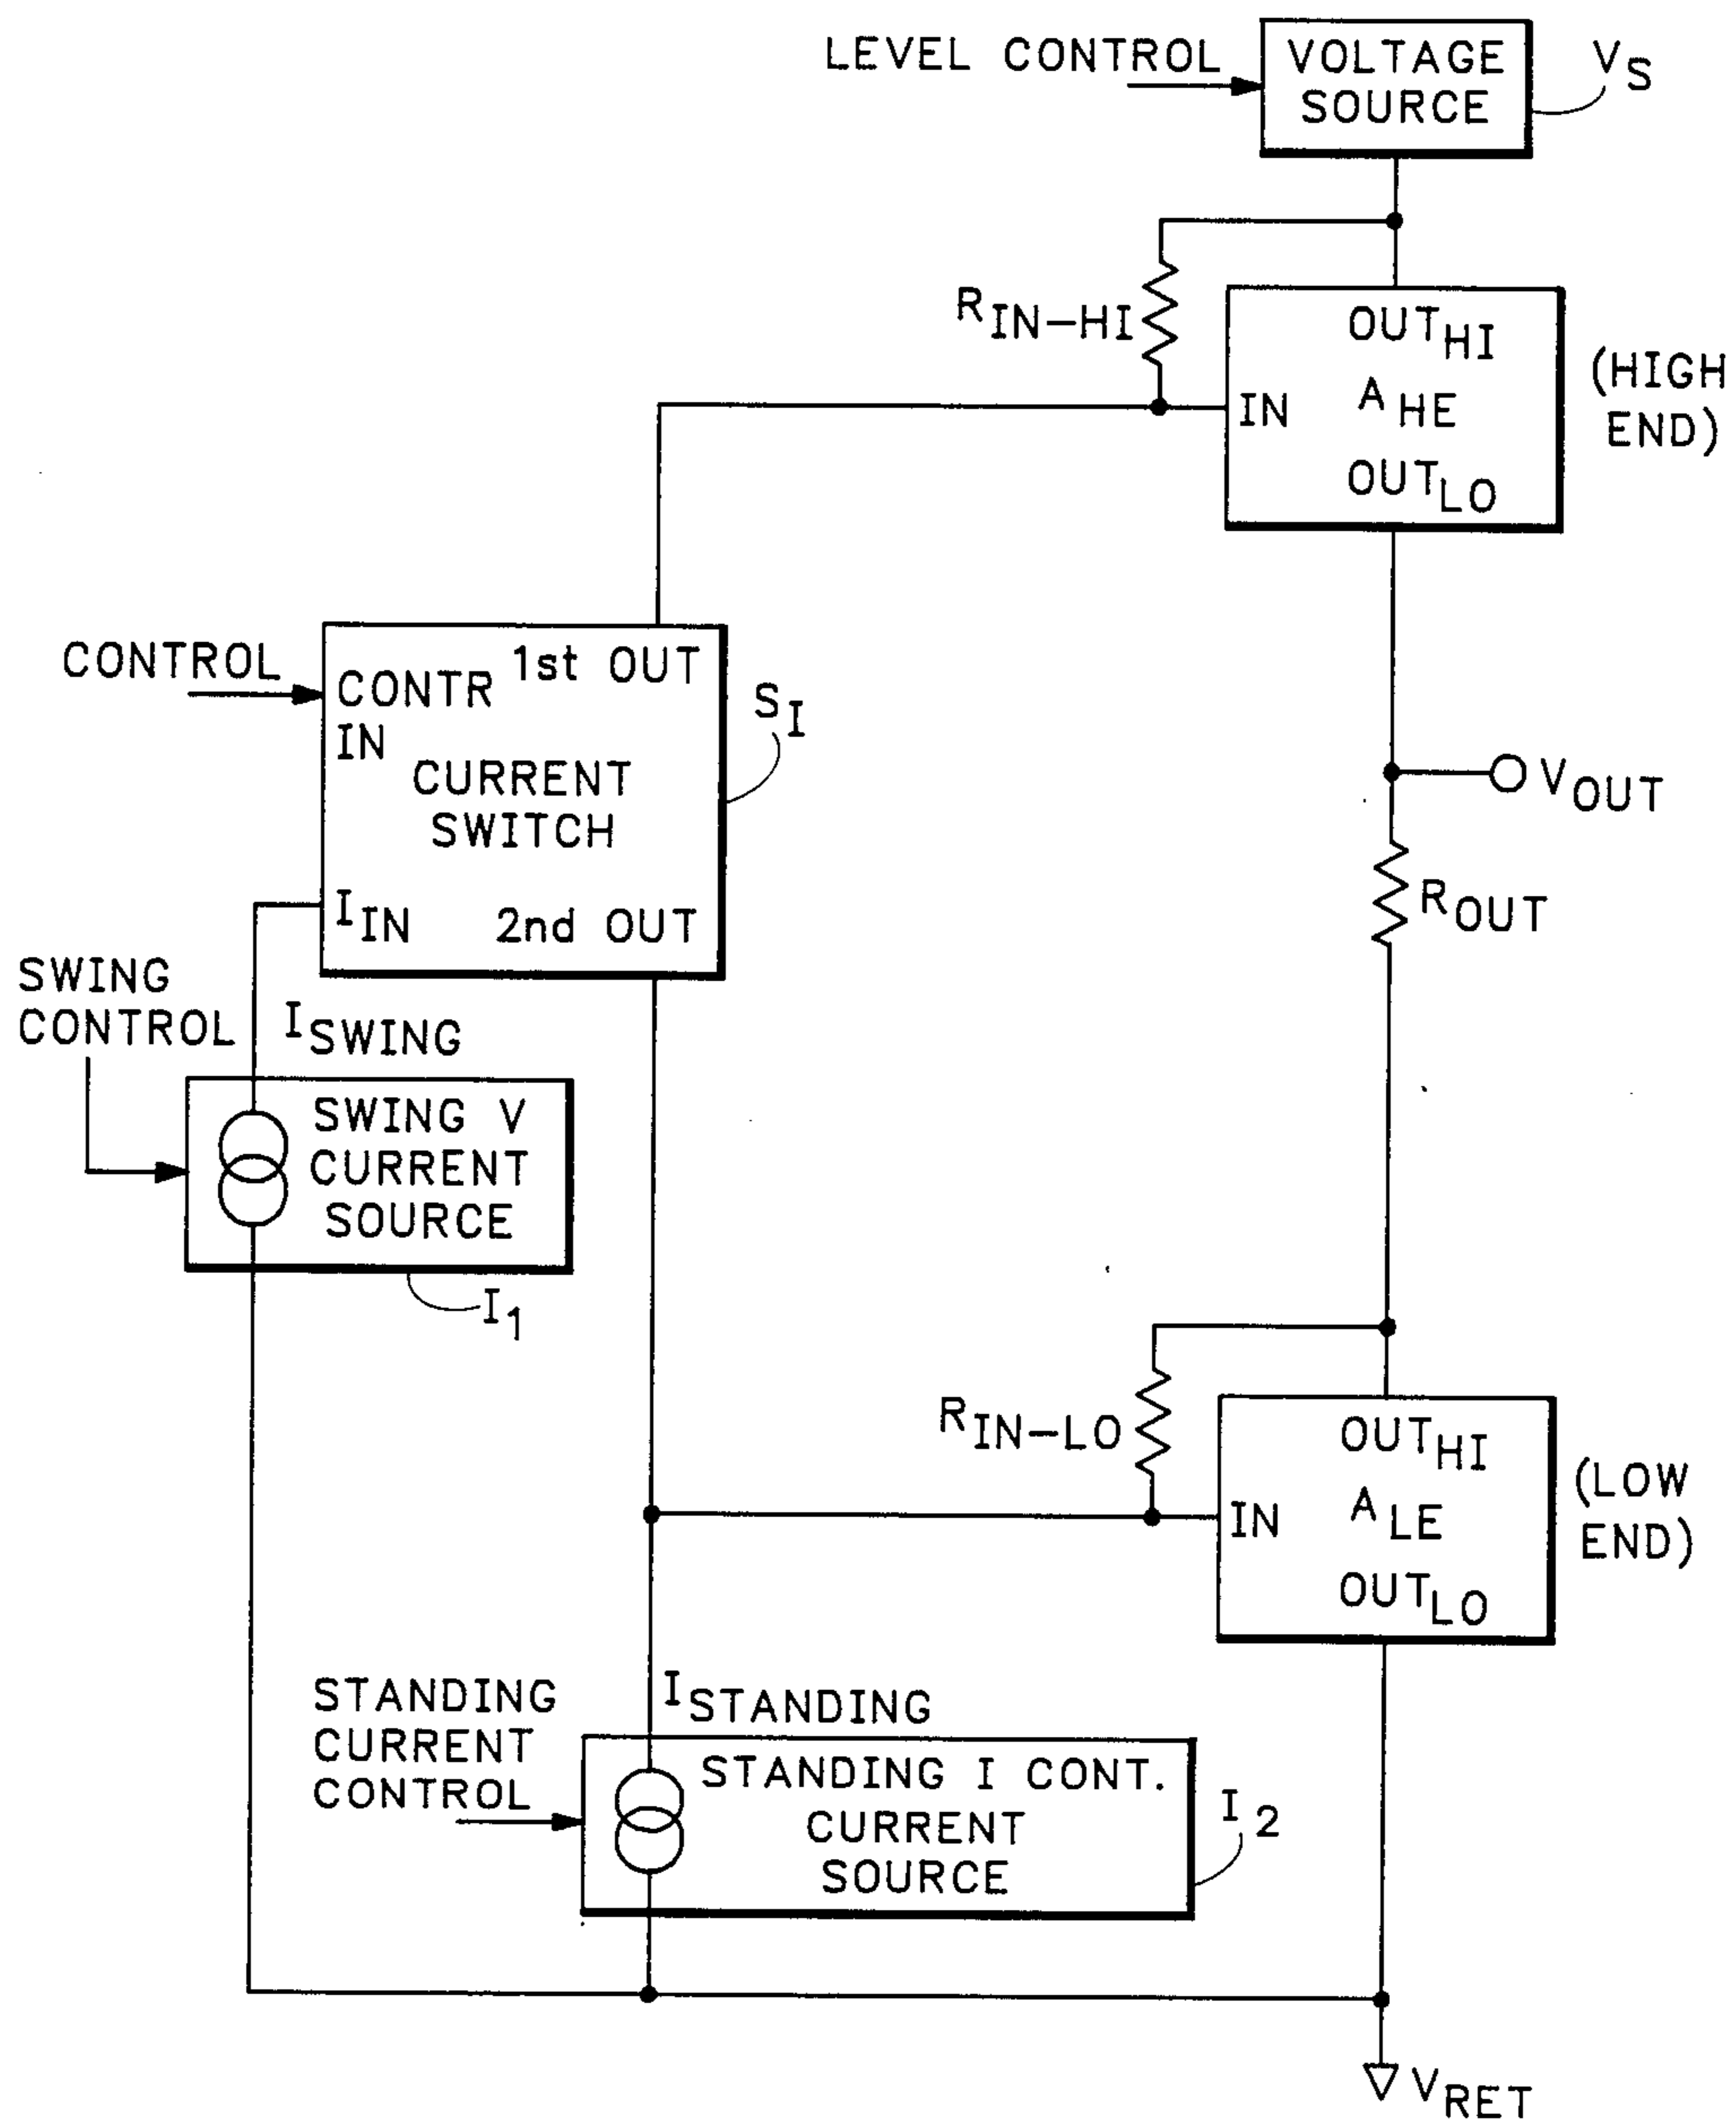 LEVEL CONTROL
VOLTAGE
SOURCE
VS
RIN-HI
OUTHI
IN
AHE
OUTLO
(HIGH
END)
CONTROL
CONTR
IN
1st OUT
SI
CURRENT
SWITCH
VOUT
IIN
2nd OUT
ROUT
SWING
CONTROL
ISWING
SWING V
CURRENT
SOURCE
I1
RIN-LO
OUTHI
IN
ALE
OUTLO
(LOW
END)
STANDING
CURRENT
CONTROL
ISTANDING
STANDING I CONT.
CURRENT
SOURCE
I2
VRET